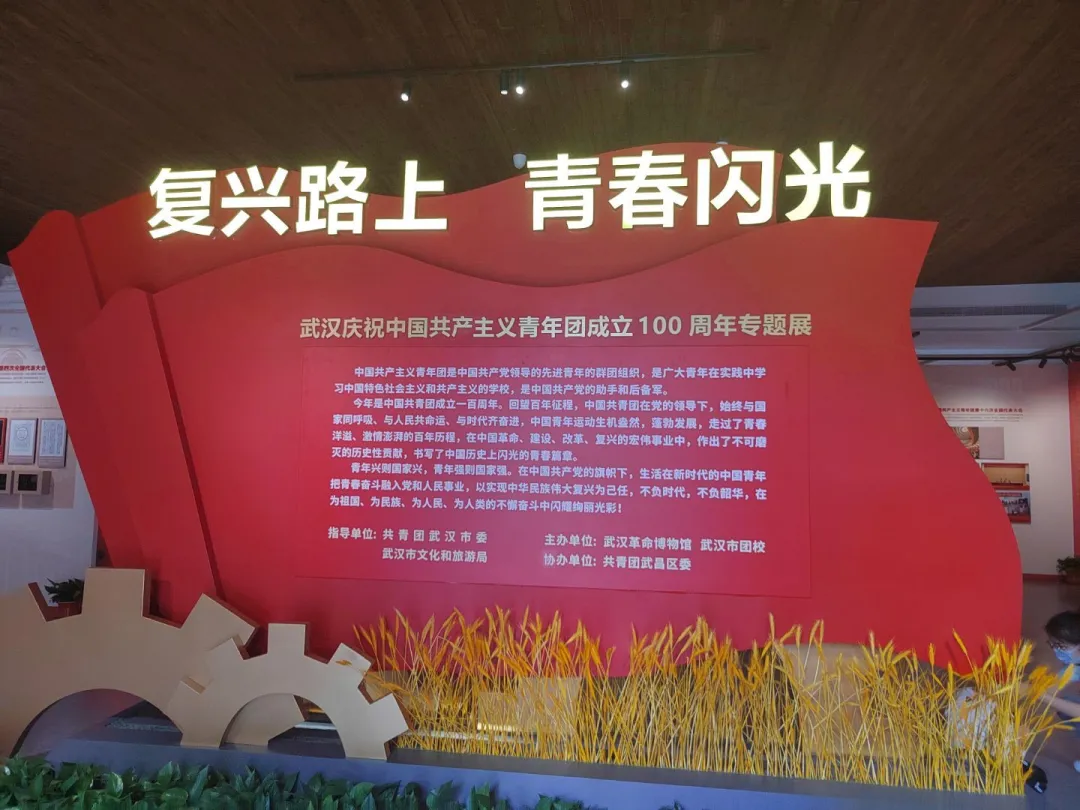 复兴路上 青春闪光
武汉庆祝中国共产主义青年团成立100周年专题展
中国共产主义青年团是中国共产党领导的先进青年的群团组织，是广大青年在实践中学
习中国特色社会主义和共产主义的学校，是中国共产党的助手和后备军。
今年是中国共青团成立一百周年。回望百年征程，中国共青团在党的领导下，始终与国
家同呼吸、与人民共命运、与时代齐奋进，中国青年运动生机盎然，蓬勃发展，走过了青春
洋溢、激情澎湃的百年历程，在中国革命、建设、改革、复兴的宏伟事业中，作出了不可磨
灭的历史性贡献，书写了中国历史上闪光的青春篇章。
青年兴则国家兴，青年强则国家强。在中国共产党的旗帜下，生活在新时代的中国青年
把青春奋斗融入党和人民事业，以实现中华民族伟大复兴为己任，不负时代，不负韶华，在
为祖国、为民族、为人民、为人类的不懈奋斗中闪耀绚丽光彩！
指导单位：共青团武汉市委
武汉市文化和旅游局
主办单位：武汉革命博物馆 武汉市团校
协办单位：共青团武昌区委